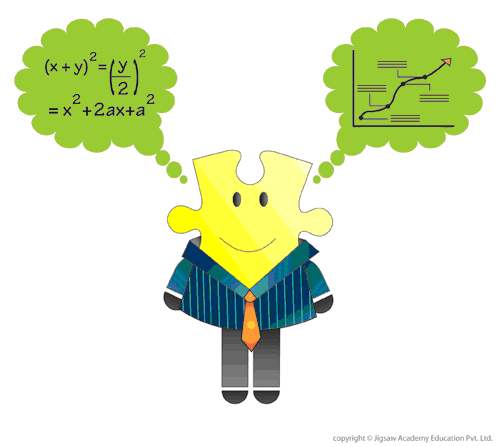 (x + y)² = (y/2)²
= x² + 2ax + a²
copyright © Jigsaw Academy Education Pvt. Ltd.